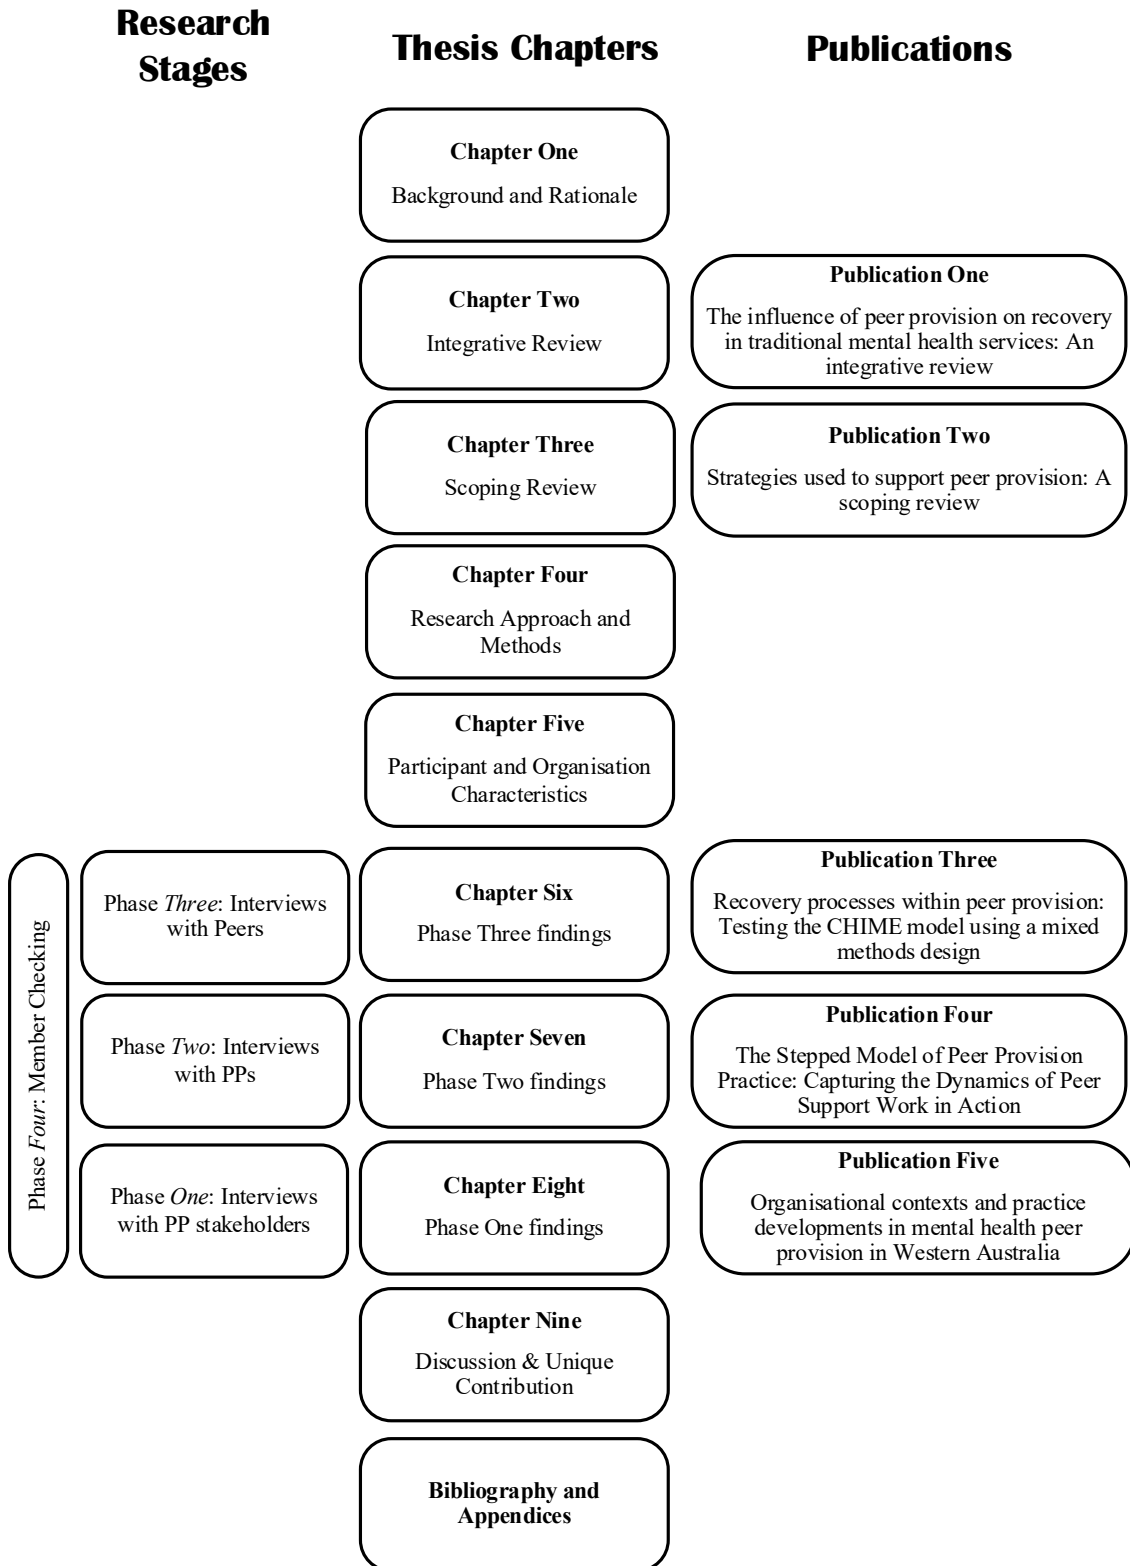 Research
Stages
Thesis Chapters
Publications
Chapter One
Background and Rationale
Chapter Two
Integrative Review
Publication One
The influence of peer provision on recovery
in traditional mental health services: An
integrative review
Chapter Three
Scoping Review
Publication Two
Strategies used to support peer provision: A
scoping review
Chapter Four
Research Approach and
Methods
Chapter Five
Participant and Organisation
Characteristics
Phase Four: Member Checking
Phase Three: Interviews
with Peers
Chapter Six
Phase Three findings
Publication Three
Recovery processes within peer provision:
Testing the CHIME model using a mixed
methods design
Phase Two: Interviews
with PPs
Chapter Seven
Phase Two findings
Publication Four
The Stepped Model of Peer Provision
Practice: Capturing the Dynamics of Peer
Support Work in Action
Phase One: Interviews
with PP stakeholders
Chapter Eight
Phase One findings
Publication Five
Organisational contexts and practice
developments in mental health peer
provision in Western Australia
Chapter Nine
Discussion & Unique
Contribution
Bibliography and
Appendices